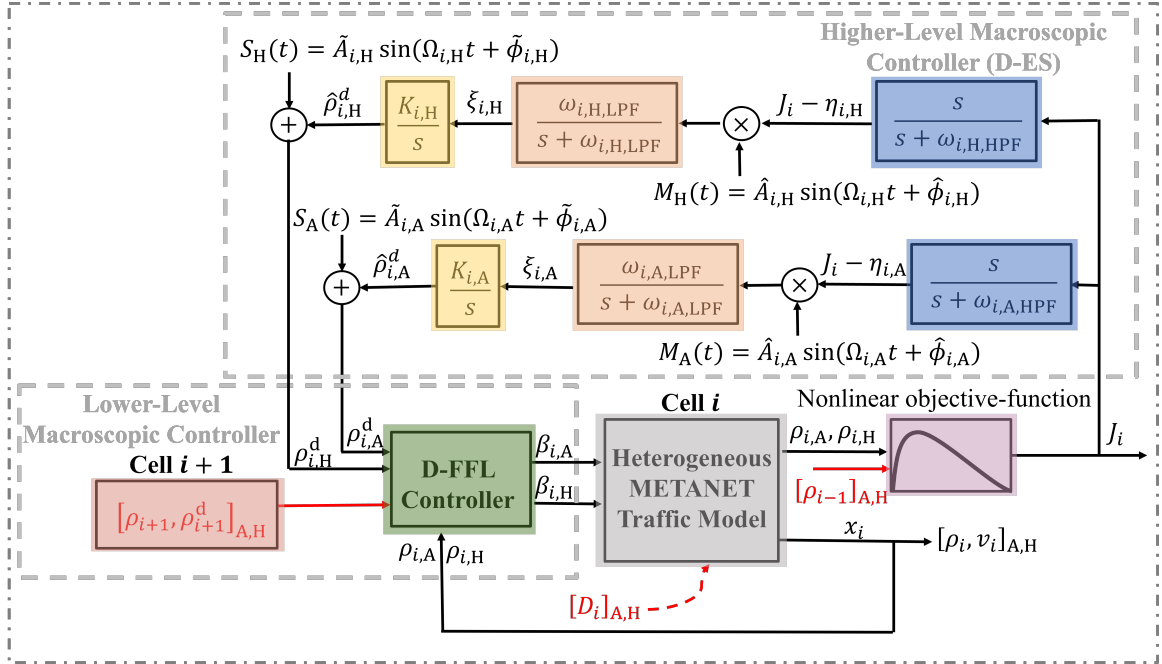 Higher-Level Macroscopic
Controller (D-ES)
S_H(t) = Ã_{i,H} sin(Ω_{i,H}t + ϕ̃_{i,H})
ρ̂^d_{i,H}
+
K_{i,H}
s
ξ_{i,H}
ω_{i,H,LPF}
s + ω_{i,H,LPF}
×
J_i − η_{i,H}
s
s + ω_{i,H,HPF}
M_H(t) = Â_{i,H} sin(Ω_{i,H}t + ϕ̂_{i,H})
S_A(t) = Ã_{i,A} sin(Ω_{i,A}t + ϕ̃_{i,A})
ρ̂^d_{i,A}
+
K_{i,A}
s
ξ_{i,A}
ω_{i,A,LPF}
s + ω_{i,A,LPF}
×
J_i − η_{i,A}
s
s + ω_{i,A,HPF}
M_A(t) = Â_{i,A} sin(Ω_{i,A}t + ϕ̂_{i,A})
Lower-Level
Macroscopic Controller
Cell i + 1
[ρ_{i+1}, ρ^d_{i+1}]_{A,H}
ρ^d_{i,H}
ρ^d_{i,A}
D-FFL
Controller
ρ_{i,A}
ρ_{i,H}
β_{i,A}
β_{i,H}
Cell i
Heterogeneous
METANET
Traffic Model
[D_i]_{A,H}
Nonlinear objective-function
ρ_{i,A}, ρ_{i,H}
[ρ_{i−1}]_{A,H}
J_i
x_i
[ρ_i, v_i]_{A,H}